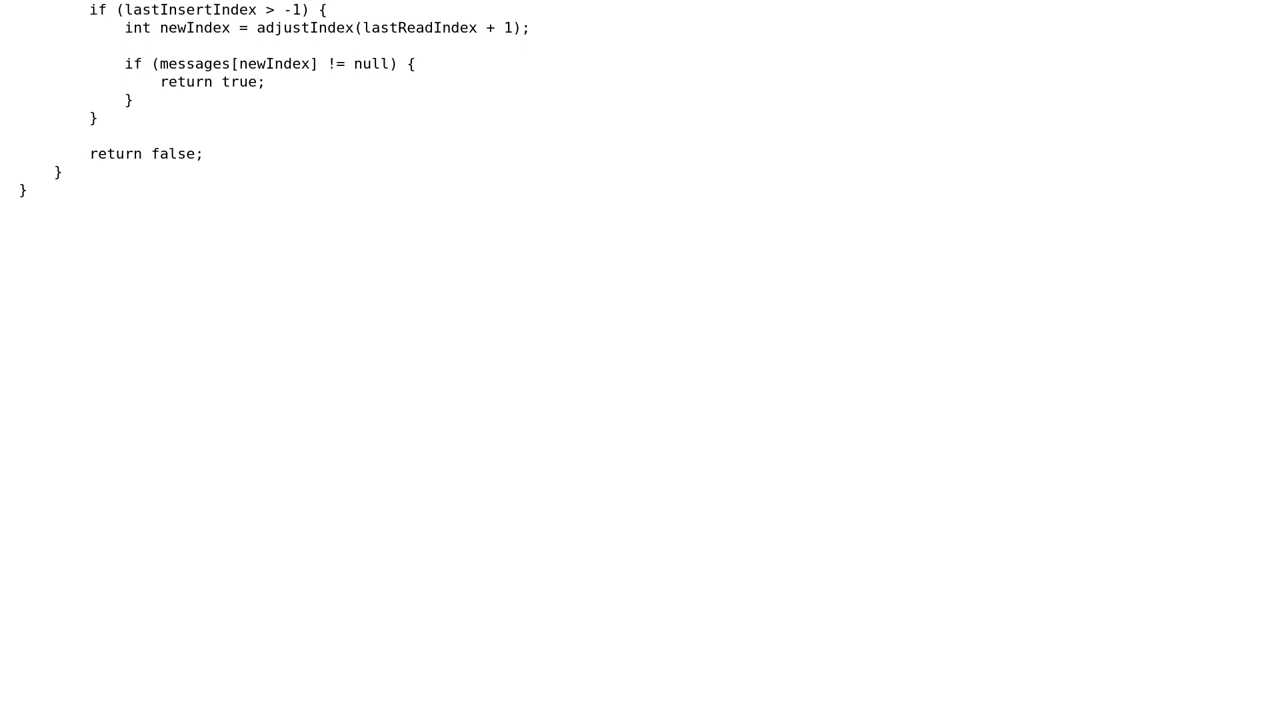 if (lastInsertIndex > -1) {
            int newIndex = adjustIndex(lastReadIndex + 1);

            if (messages[newIndex] != null) {
                return true;
            }
        }

        return false;
    }
}